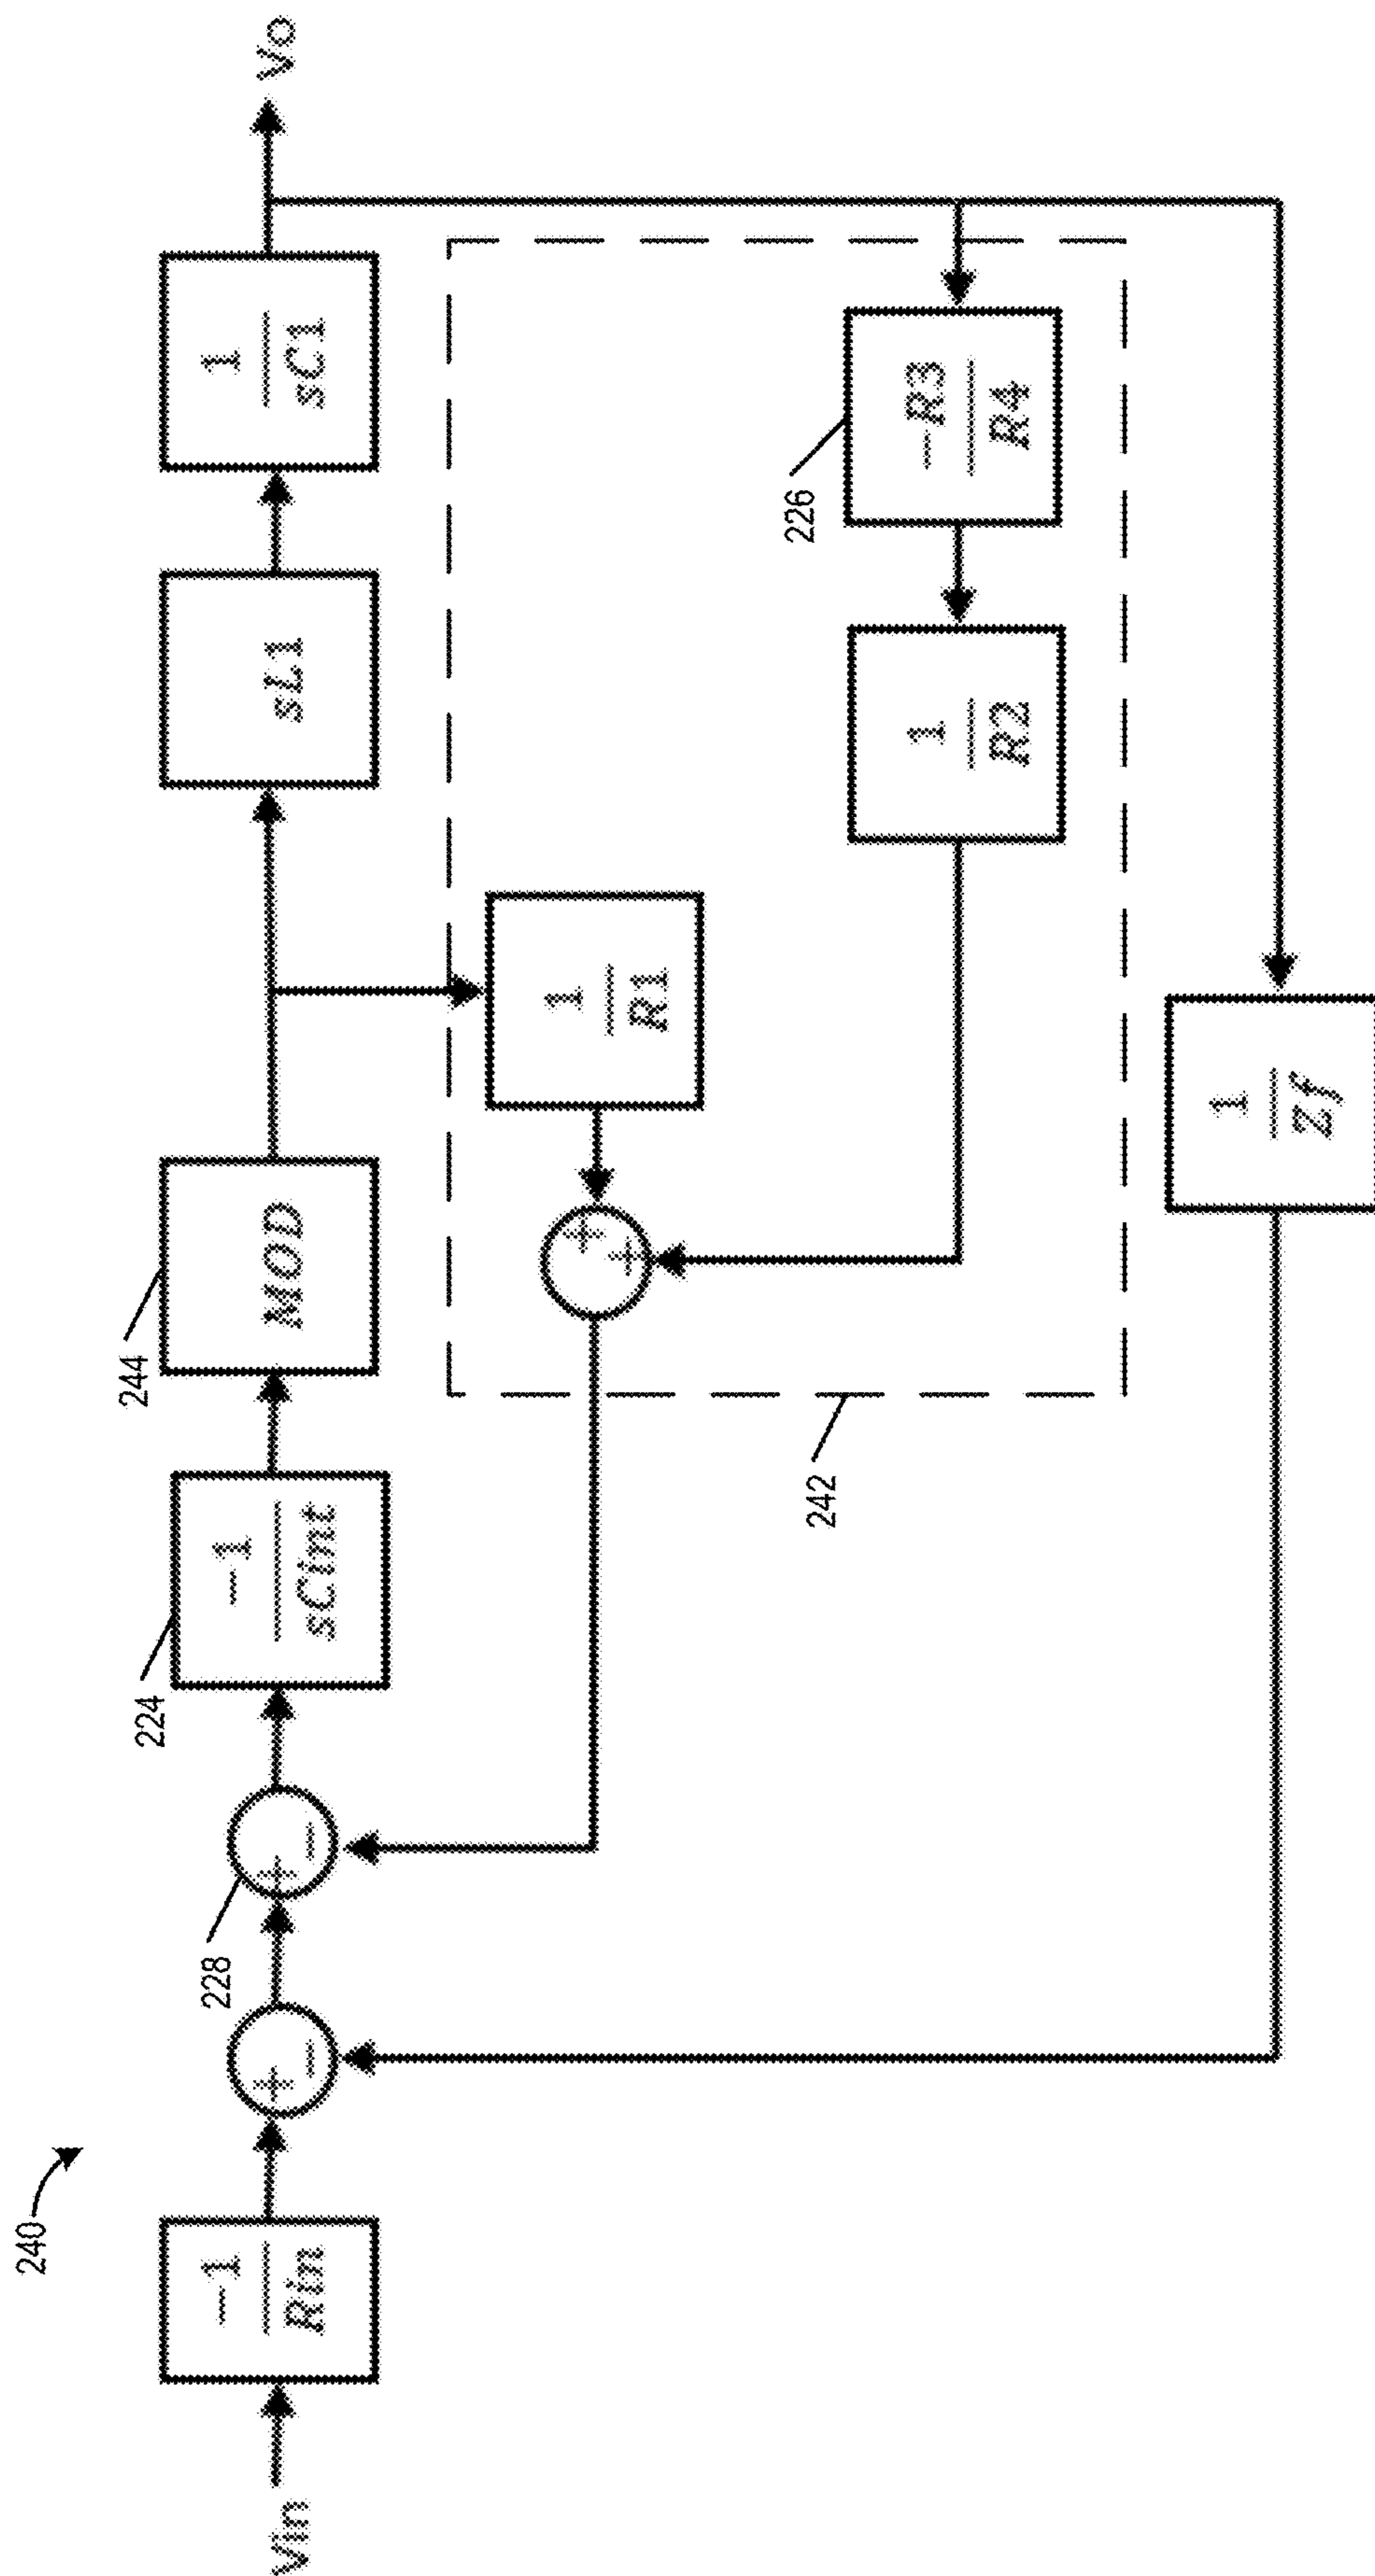 240
Vin
−1
Rin
+
−
228
+
−
224
−1
sCint
244
MOD
sL1
1
sC1
Vo
242
+
+
1
R1
1
R2
226
−R3
R4
1
Zf